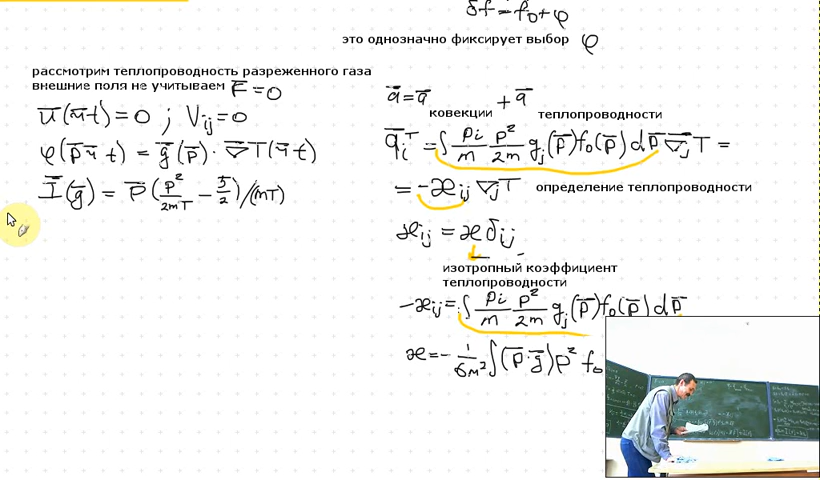 δf = f₀ + φ
это однозначно фиксирует выбор φ
рассмотрим теплопроводность разреженного газа
внешние поля не учитываем F̅ = 0
u̅(r̅ t) = 0 ; V_ij = 0
φ(p̅ r̅ t) = g̅(p̅) · ∇̅T(r̅ t)
I̅(g̅) = p̅(p²/2mT − 5/2)/(mT)
q̅ = q̅ + q̅
ковекции теплопроводности
q̅_i^T = ∫ p_i/m p²/2m g_j(p̅) f₀(p̅) dp̅ ∇̅_j T =
= −æ_ij ∇_j T определение теплопроводности
æ_ij = æ δ_ij
изотропный коэффициент
теплопроводности
−æ_ij = ∫ p_i/m p²/2m g_j(p̅) f₀(p̅) dp̅
æ = − 1/6m² ∫(p̅·g̅) p² f₀